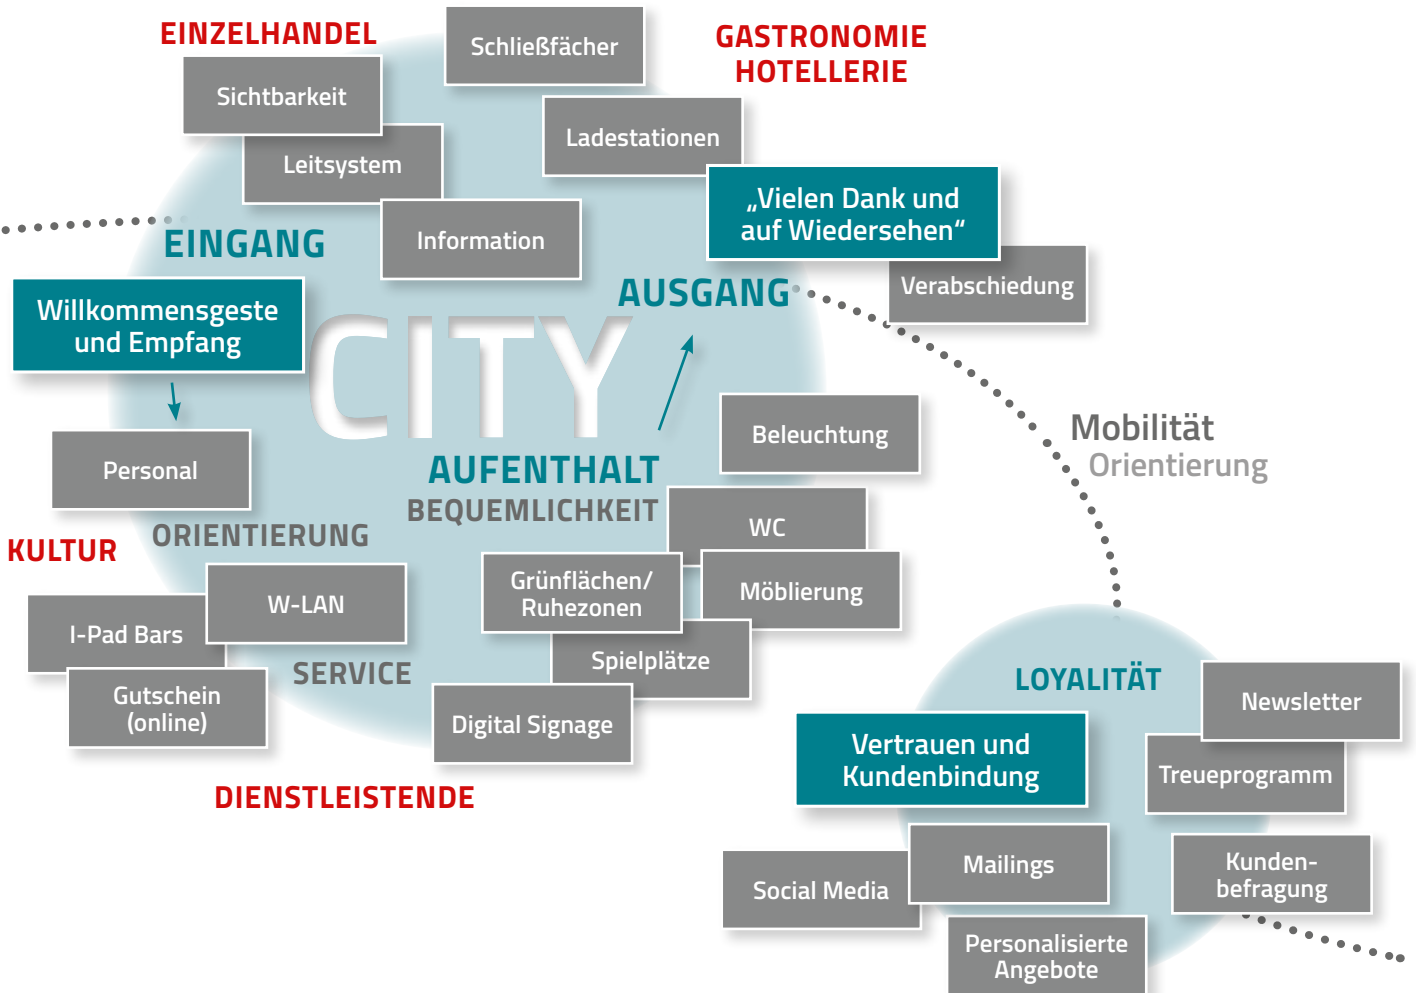 EINZELHANDEL
Schließfächer
GASTRONOMIE
HOTELLERIE
Sichtbarkeit
Ladestationen
Leitsystem
„Vielen Dank und
auf Wiedersehen“
Information
EINGANG
Verabschiedung
AUSGANG
Willkommensgeste
und Empfang
CITY
Beleuchtung
Mobilität
Orientierung
Personal
AUFENTHALT
BEQUEMLICHKEIT
WC
ORIENTIERUNG
KULTUR
Grünflächen/
Ruhezonen
Möblierung
W-LAN
I-Pad Bars
Spielplätze
SERVICE
Gutschein
(online)
Digital Signage
DIENSTLEISTENDE
LOYALITÄT
Newsletter
Vertrauen und
Kundenbindung
Treueprogramm
Mailings
Kunden-
befragung
Social Media
Personalisierte
Angebote